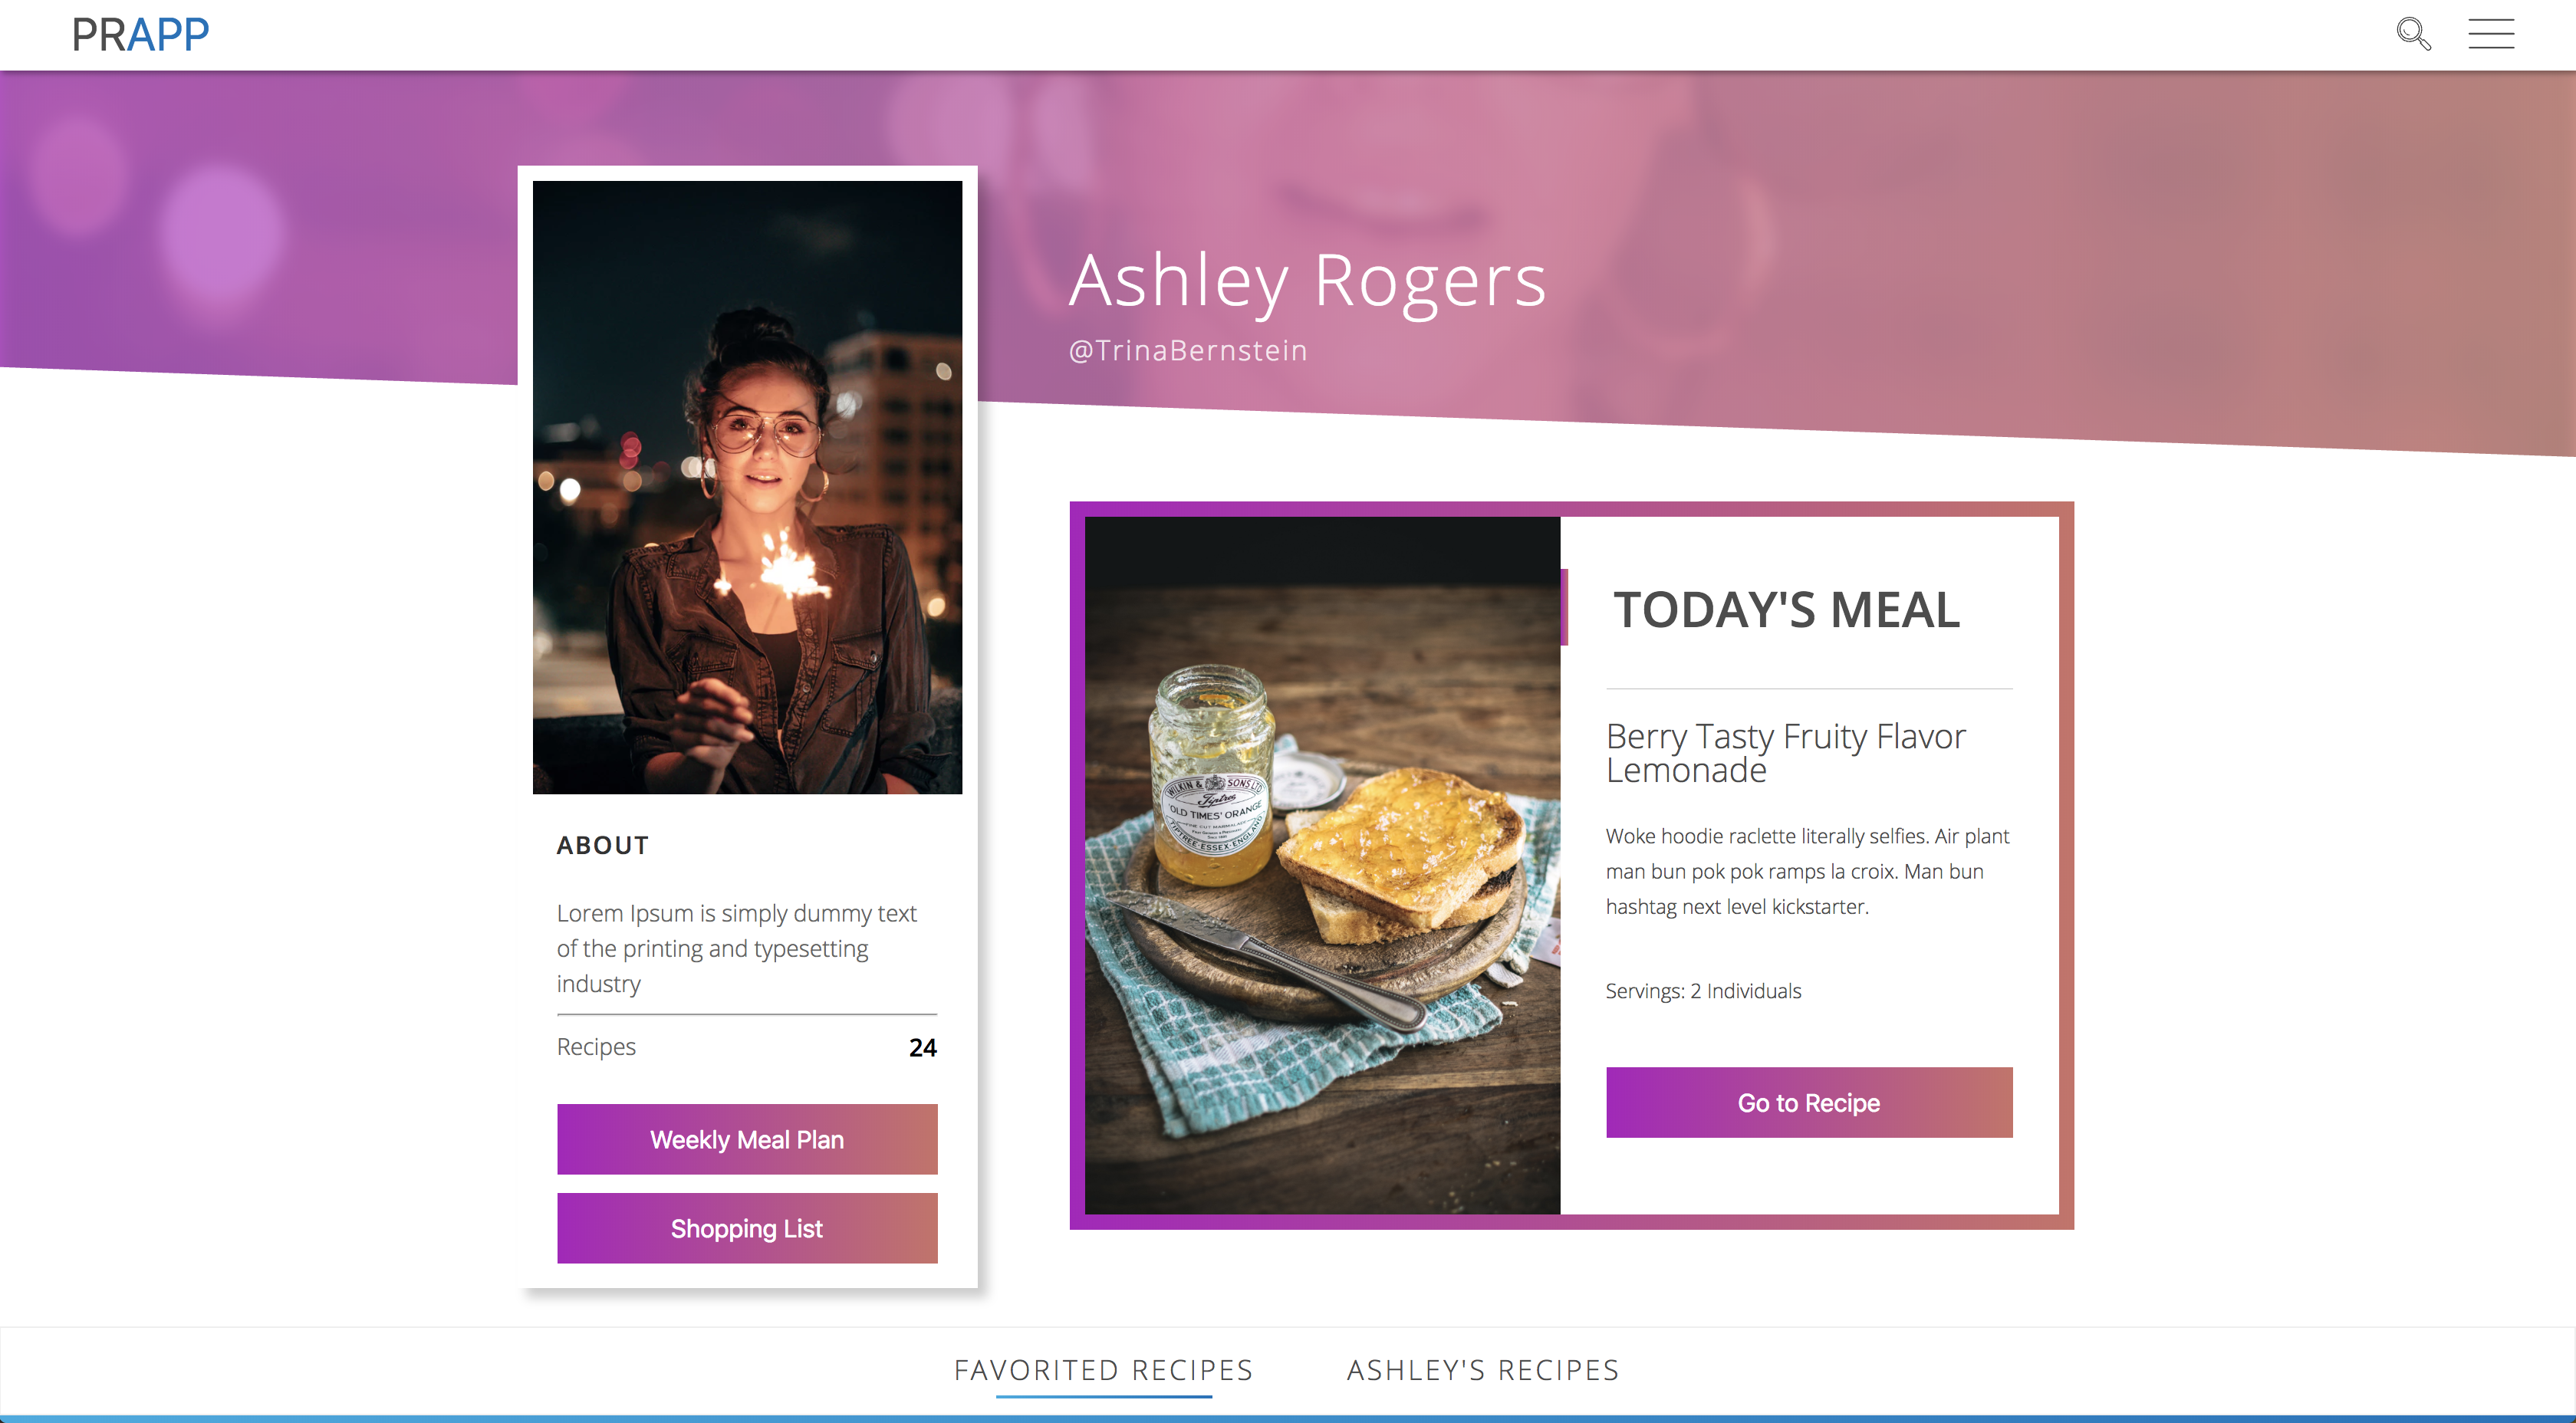 PRAPP
Ashley Rogers
@TrinaBernstein
TODAY'S MEAL
Berry Tasty Fruity Flavor
Lemonade
Woke hoodie raclette literally selfies. Air plant
man bun pok pok ramps la croix. Man bun
hashtag next level kickstarter.
Servings: 2 Individuals
Go to Recipe
WILKIN & SONS LTD
Tiptree
'OLD TIMES' ORANGE
TIPTREE·ESSEX·ENGLAND
ABOUT
Lorem Ipsum is simply dummy text
of the printing and typesetting
industry
Recipes 24
Weekly Meal Plan
Shopping List
FAVORITED RECIPES ASHLEY'S RECIPES